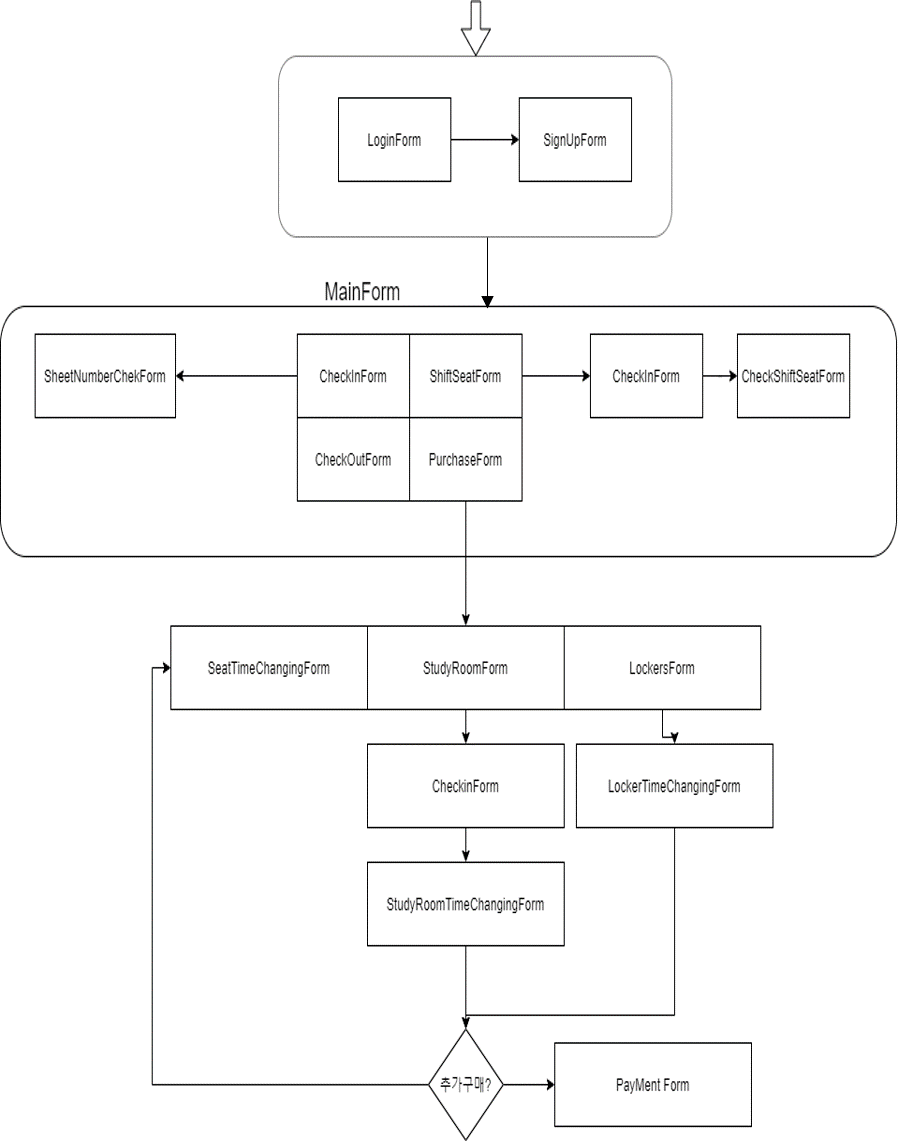 LoginForm
SignUpForm
MainForm
SheetNumberChekForm
CheckInForm
ShiftSeatForm
CheckInForm
CheckShiftSeatForm
CheckOutForm
PurchaseForm
SeatTimeChangingForm
StudyRoomForm
LockersForm
CheckinForm
LockerTimeChangingForm
StudyRoomTimeChangingForm
추가구매?
PayMent Form